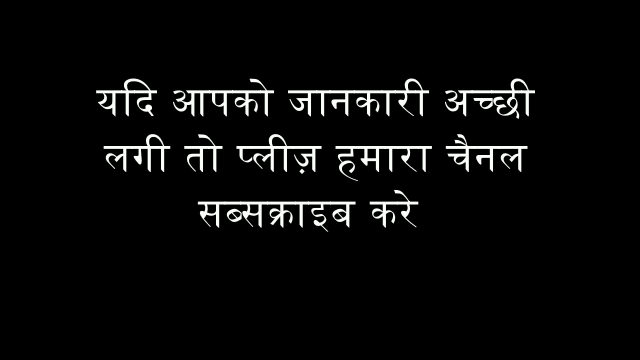 यदि आपको जानकारी अच्छी
लगी तो प्लीज़ हमारा चैनल
सब्सक्राइब करे